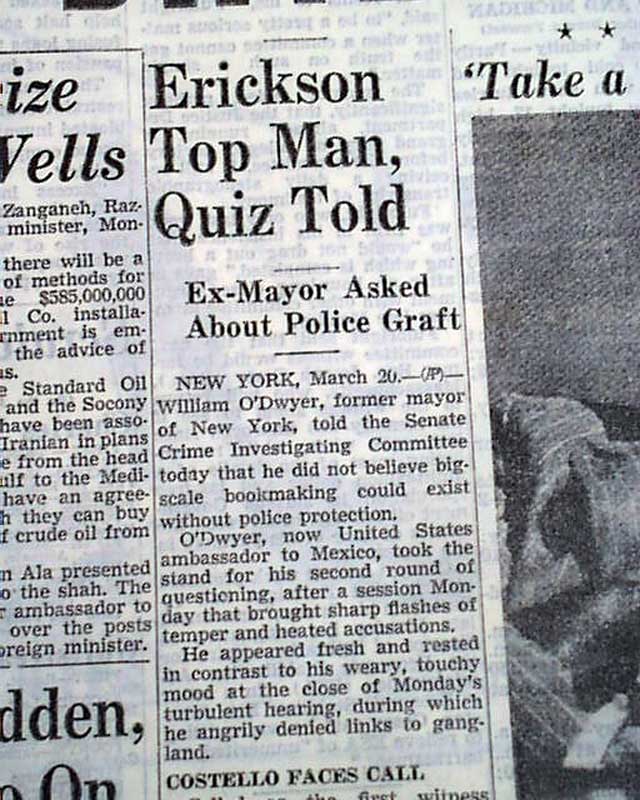 ize
Wells
Zanganeh, Raz-
minister, Mon-
there will be a
of methods for
$585,000,000
Co. installa-
rnment is em-
the advice of
us.
Standard Oil
and the Socony
have been asso-
Iranian in plans
from the head
ulf to the Medi-
have an agree-
h they can buy
f crude oil from
n Ala presented
o the shah. The
r ambassador to
over the posts
oreign minister.
dden,
On
Erickson
Top Man,
Quiz Told
Ex-Mayor Asked
About Police Graft
NEW YORK, March 20.—(AP)—
William O'Dwyer, former mayor
of New York, told the Senate
Crime Investigating Committee
today that he did not believe big-
scale bookmaking could exist
without police protection.
O'Dwyer, now United States
ambassador to Mexico, took the
stand for his second round of
questioning, after a session Mon-
day that brought sharp flashes of
temper and heated accusations.
He appeared fresh and rested
in contrast to his weary, touchy
mood at the close of Monday's
turbulent hearing, during which
he angrily denied links to gang-
land.
COSTELLO FACES CALL
the first witness
★ ★
'Take a